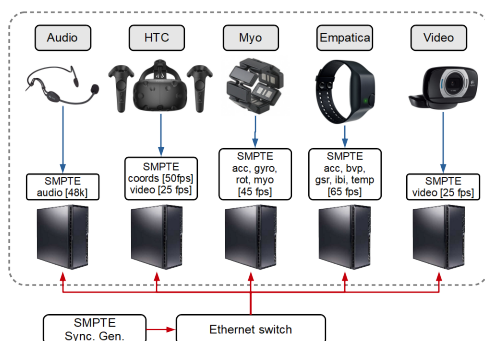 Audio
HTC
Myo
Empatica
Video
SMPTE
audio [48k]
SMPTE
coords [50fps]
video [25 fps]
SMPTE
acc, gyro,
rot, myo
[45 fps]
SMPTE
acc, bvp,
gsr, ibi, temp
[65 fps]
SMPTE
video [25 fps]
SMPTE
Sync. Gen.
Ethernet switch